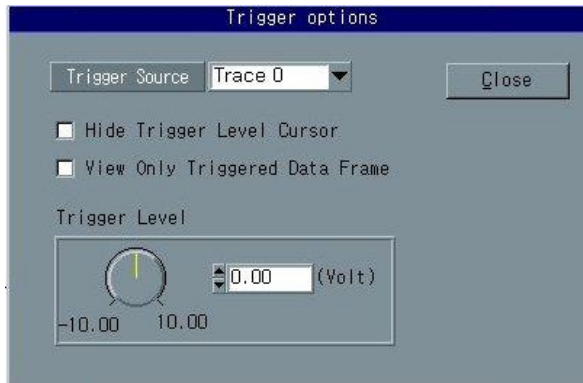 Trigger options
Trigger Source Trace 0
Close
Hide Trigger Level Cursor
View Only Triggered Data Frame
Trigger Level
0.00 (Volt)
-10.00 10.00